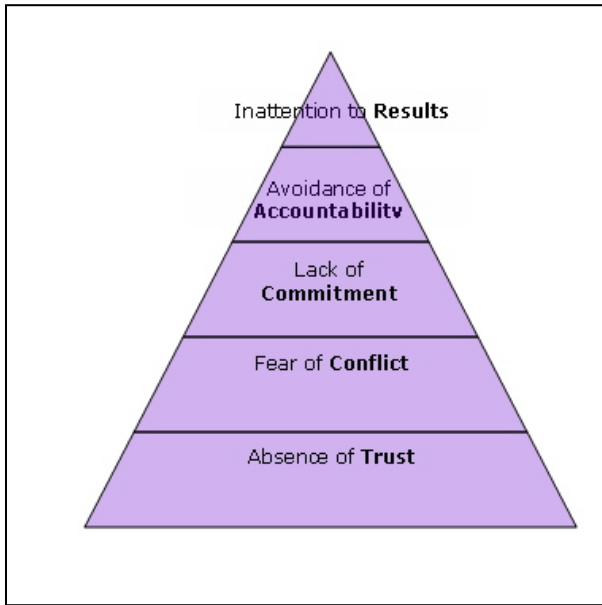 Inattention to Results
Avoidance of
Accountability
Lack of
Commitment
Fear of Conflict
Absence of Trust